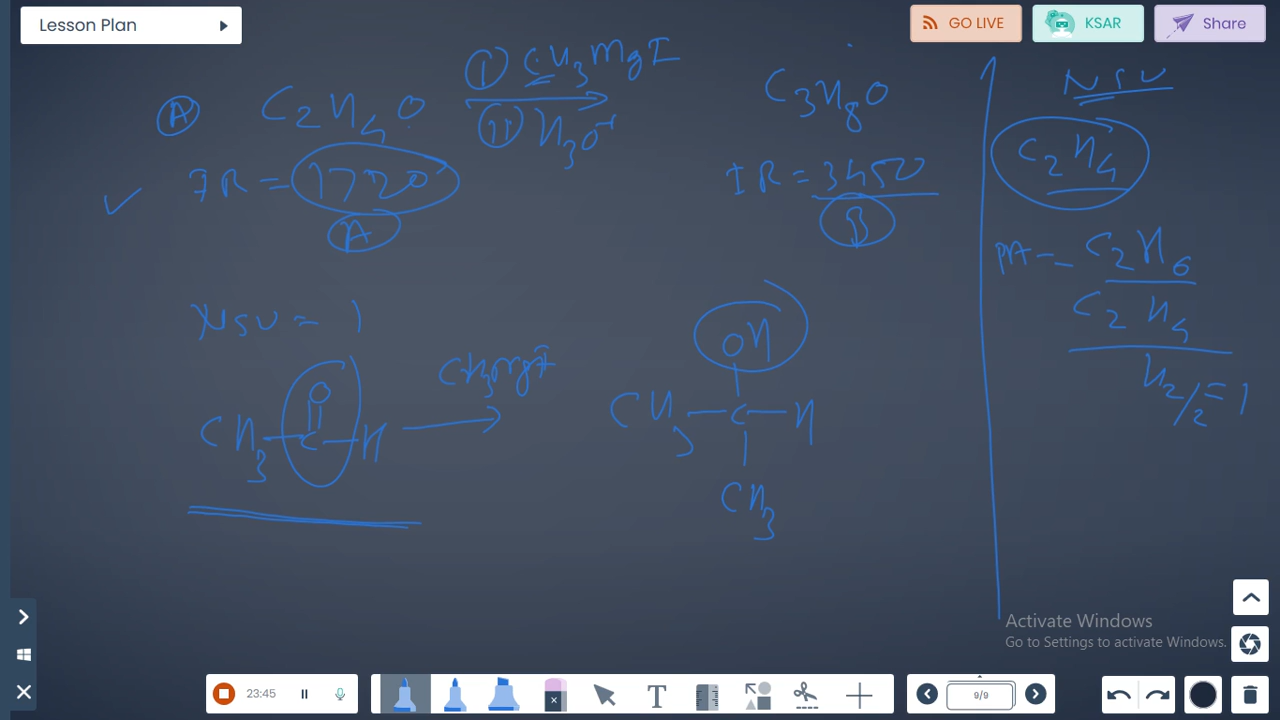 Lesson Plan
GO LIVE
KSAR
Share
A C2H4O
i) CH3MgI
ii) H3O+
C3H8O
IR = 1720
A
IR = 3450
B
NSU = 1
O
CH3 - C - H
CH3MgI
OH
CH3 - C - H
CH3
NSU
C2H4
C2H6
C2H4
H2/2 = 1
Activate Windows
Go to Settings to activate Windows.
23:45
T
9/9